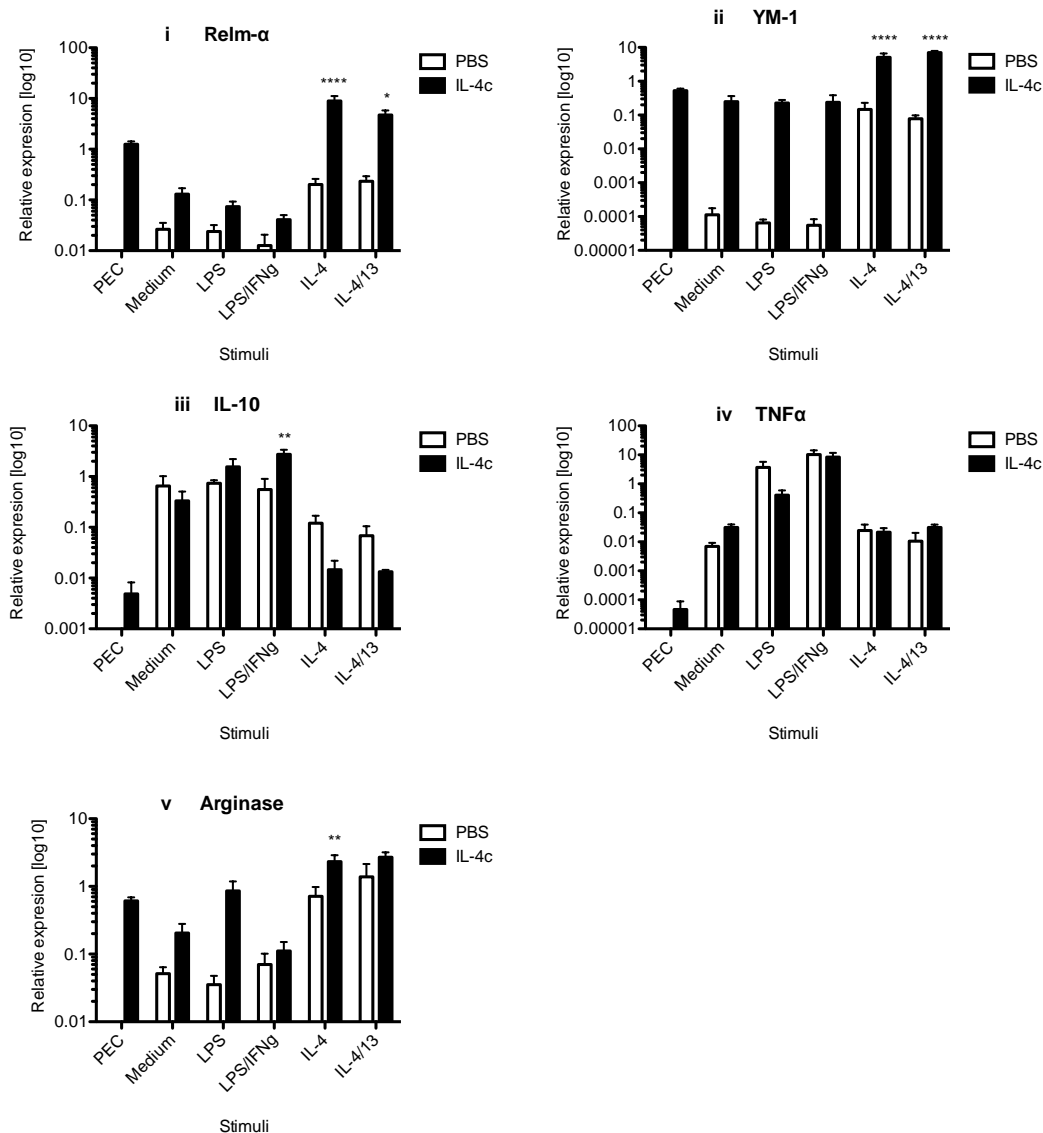 i Relm-α
Relative expresion [log10]
100
10
1
0.1
0.01
**** *
PEC Medium LPS LPS/IFNg IL-4 IL-4/13
Stimuli
PBS
IL-4c
ii YM-1
Relative expresion [log10]
10
1
0.1
0.01
0.001
0.0001
0.00001
**** ****
PEC Medium LPS LPS/IFNg IL-4 IL-4/13
Stimuli
PBS
IL-4c
iii IL-10
Relative expresion [log10]
10
1
0.1
0.01
0.001
**
PEC Medium LPS LPS/IFNg IL-4 IL-4/13
Stimuli
PBS
IL-4c
iv TNFα
Relative expresion [log10]
100
10
1
0.1
0.01
0.001
0.0001
0.00001
PEC Medium LPS LPS/IFNg IL-4 IL-4/13
Stimuli
PBS
IL-4c
v Arginase
Relative expresion [log10]
10
1
0.1
0.01
**
PEC Medium LPS LPS/IFNg IL-4 IL-4/13
Stimuli
PBS
IL-4c